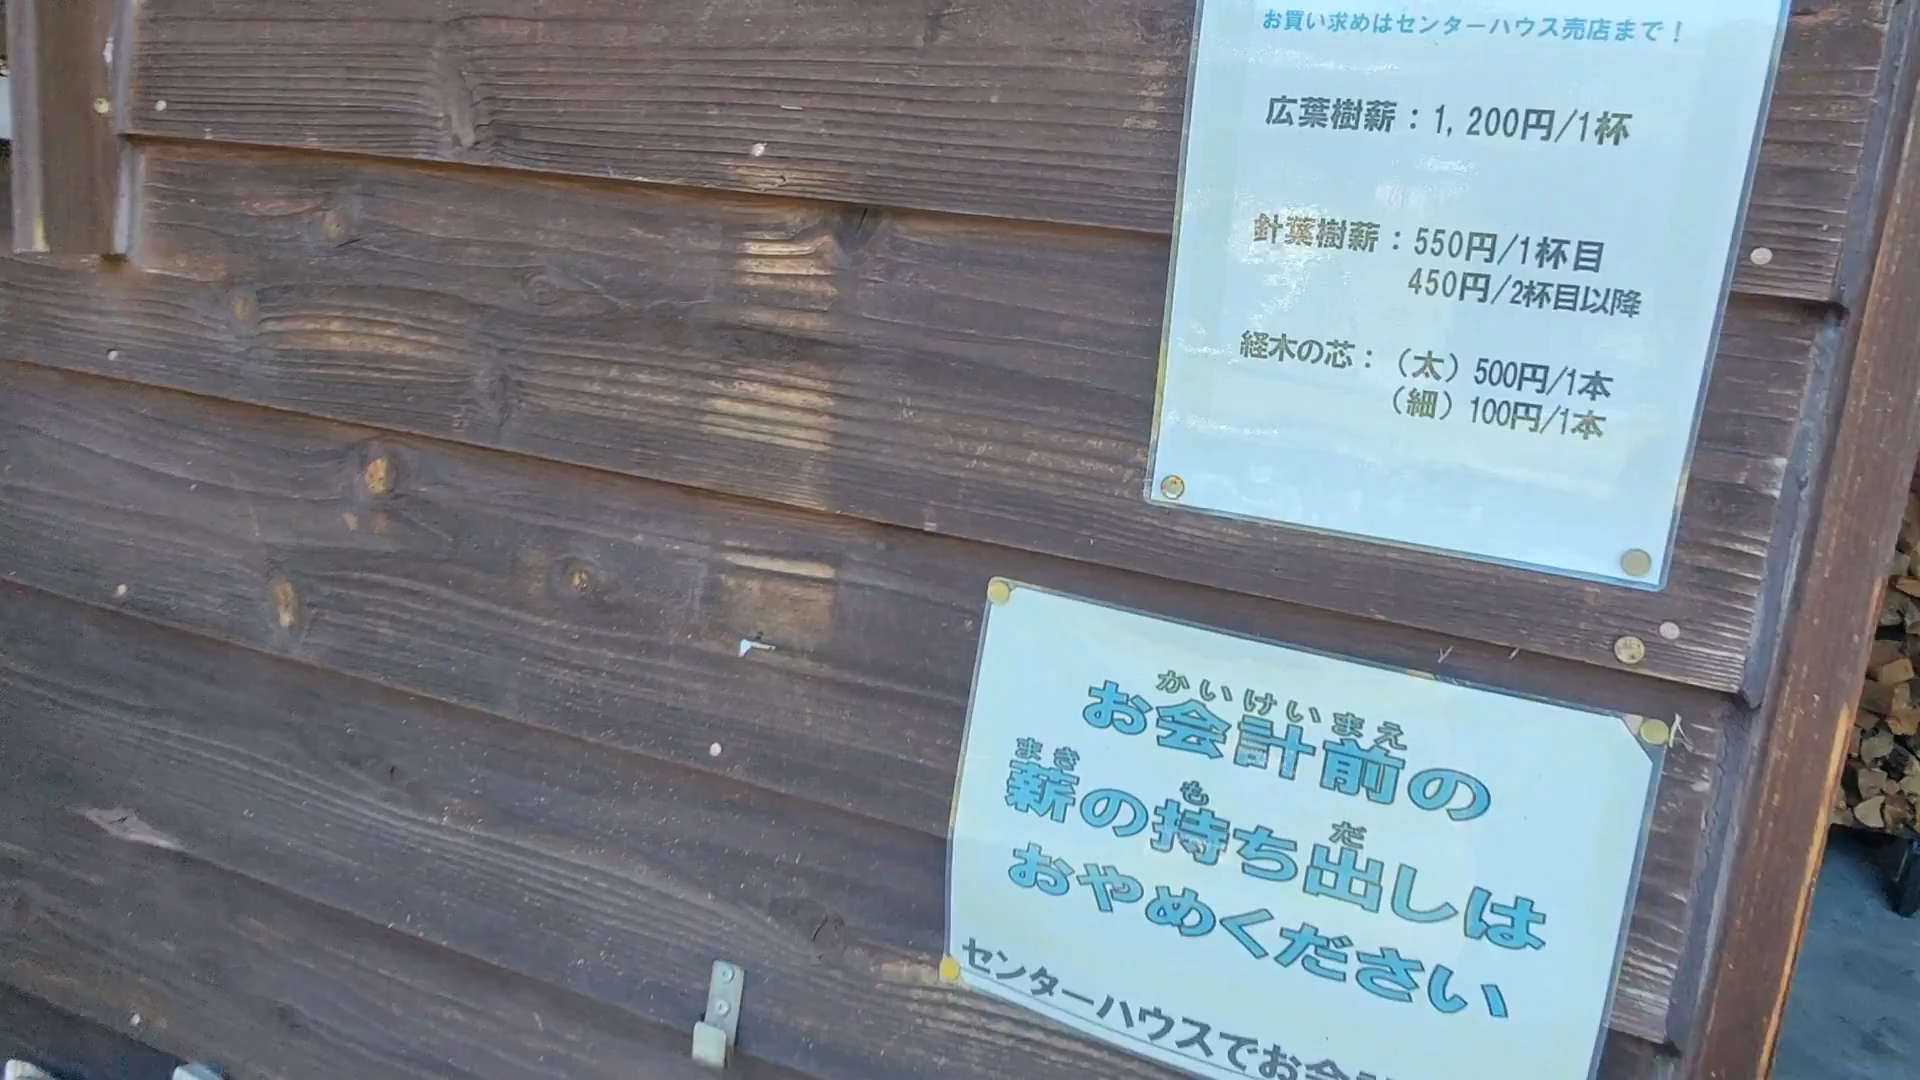 お買い求めはセンターハウス売店まで！
広葉樹薪：1,200円/1杯
針葉樹薪：550円/1杯目
450円/2杯目以降
経木の芯：（太）500円/1本
（細）100円/1本
かいけいまえ
お会計前の
まき も だ
薪の持ち出しは
おやめください
センターハウスでお会